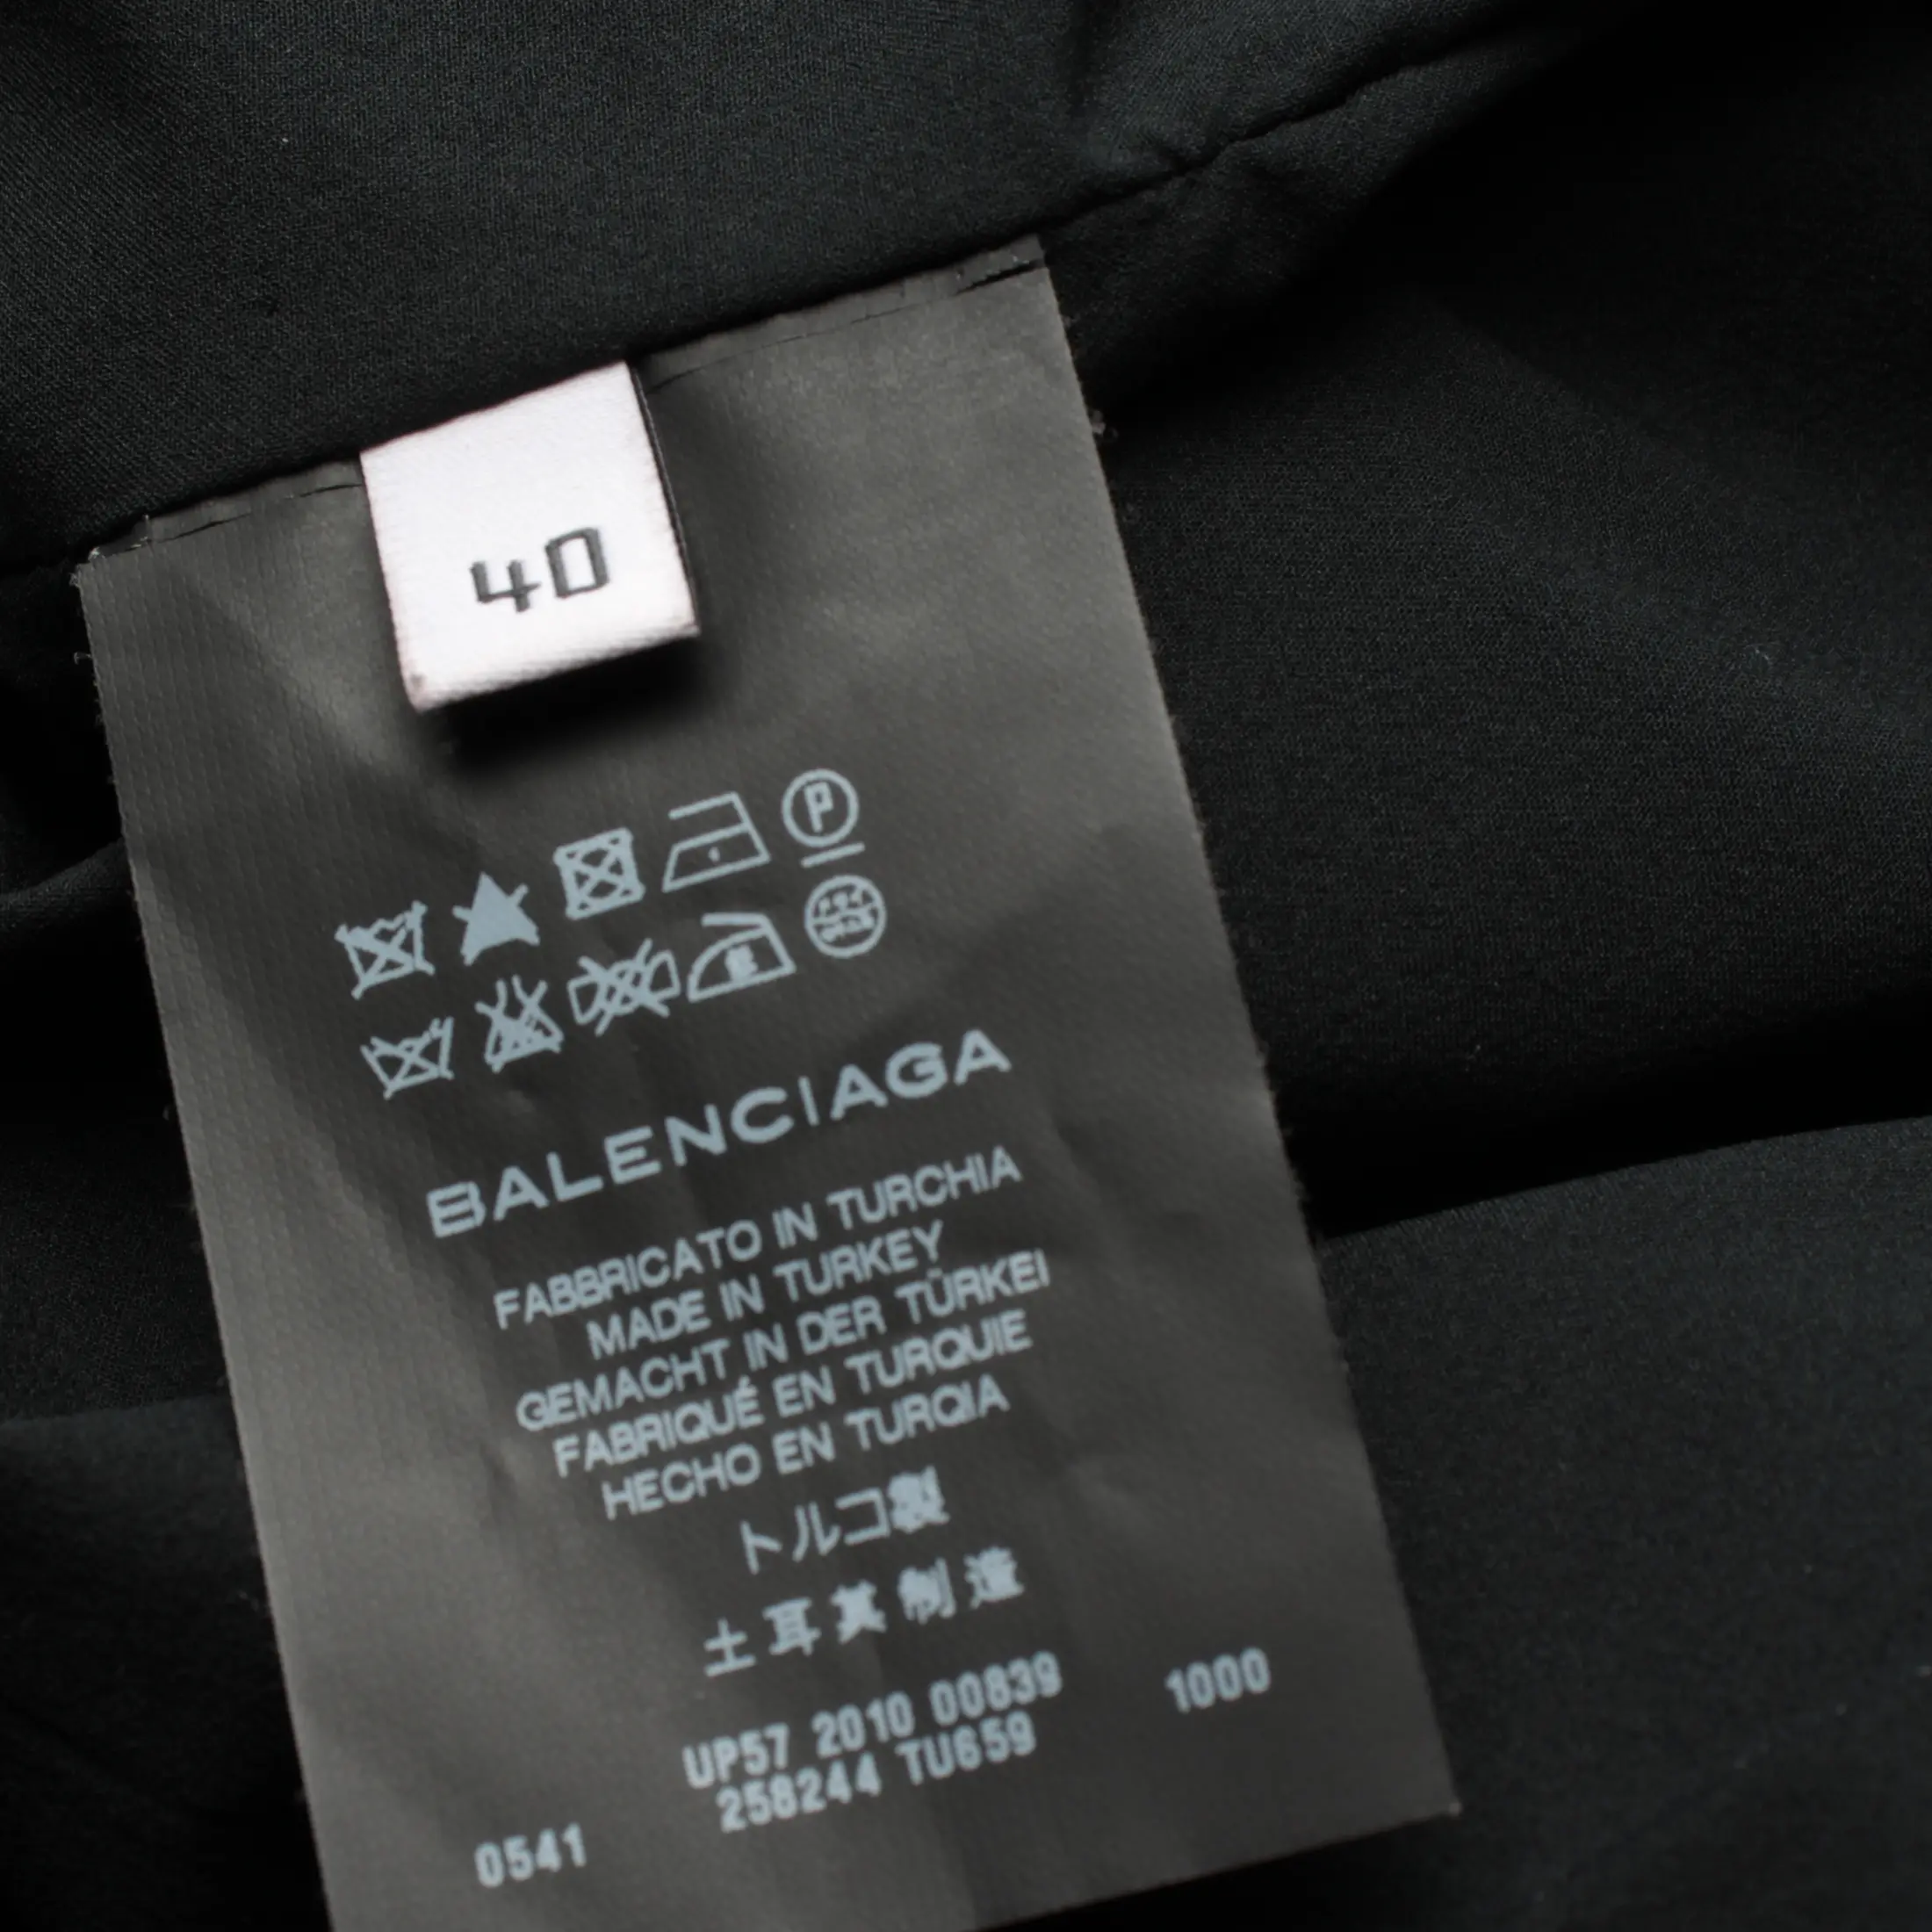 40
P
BALENCIAGA
FABBRICATO IN TURCHIA
MADE IN TURKEY
GEMACHT IN DER TÜRKEI
FABRIQUÉ EN TURQUIE
HECHO EN TURQIA
トルコ製
土耳其制造
UP57 2010 00839 1000
258244 TU659
0541